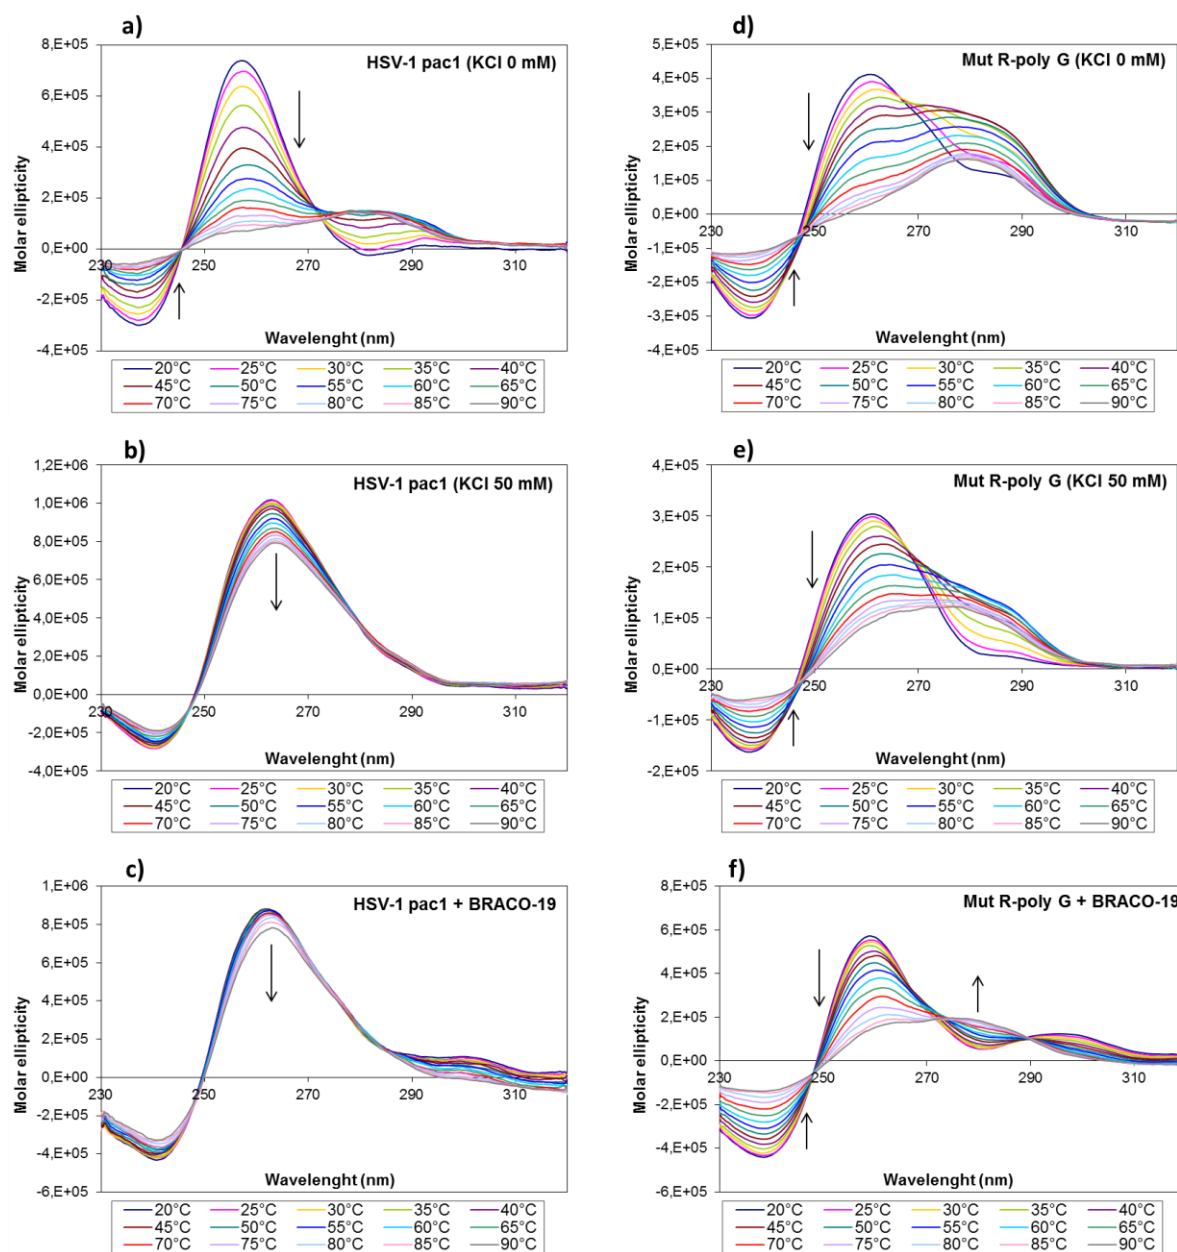 a)
HSV-1 pac1 (KCl 0 mM)
Molar ellipticity
8,E+05
6,E+05
4,E+05
2,E+05
0,E+00
-2,E+05
-4,E+05
230 250 270 290 310
Wavelenght (nm)
20°C 25°C 30°C 35°C 40°C
45°C 50°C 55°C 60°C 65°C
70°C 75°C 80°C 85°C 90°C
d)
Mut R-poly G (KCl 0 mM)
Molar ellipticity
5,E+05
4,E+05
3,E+05
2,E+05
1,E+05
0,E+00
-1,E+05
-2,E+05
-3,E+05
-4,E+05
230 250 270 290 310
Wavelenght (nm)
20°C 25°C 30°C 35°C 40°C
45°C 50°C 55°C 60°C 65°C
70°C 75°C 80°C 85°C 90°C
b)
HSV-1 pac1 (KCl 50 mM)
Molar ellipticity
1,2E+06
1,0E+06
8,0E+05
6,0E+05
4,0E+05
2,0E+05
0,0E+00
-2,0E+05
-4,0E+05
230 250 270 290 310
Wavelenght (nm)
20°C 25°C 30°C 35°C 40°C
45°C 50°C 55°C 60°C 65°C
70°C 75°C 80°C 85°C 90°C
e)
Mut R-poly G (KCl 50 mM)
Molar ellipticity
4,E+05
3,E+05
2,E+05
1,E+05
0,E+00
-1,E+05
-2,E+05
230 250 270 290 310
Wavelenght (nm)
20°C 25°C 30°C 35°C 40°C
45°C 50°C 55°C 60°C 65°C
70°C 75°C 80°C 85°C 90°C
c)
HSV-1 pac1 + BRACO-19
Molar ellipticity
1,E+06
8,E+05
6,E+05
4,E+05
2,E+05
0,E+00
-2,E+05
-4,E+05
-6,E+05
230 250 270 290 310
Wavelenght (nm)
20°C 25°C 30°C 35°C 40°C
45°C 50°C 55°C 60°C 65°C
70°C 75°C 80°C 85°C 90°C
f)
Mut R-poly G + BRACO-19
Molar ellipticity
8,E+05
6,E+05
4,E+05
2,E+05
0,E+00
-2,E+05
-4,E+05
-6,E+05
230 250 270 290 310
Wavelenght (nm)
20°C 25°C 30°C 35°C 40°C
45°C 50°C 55°C 60°C 65°C
70°C 75°C 80°C 85°C 90°C